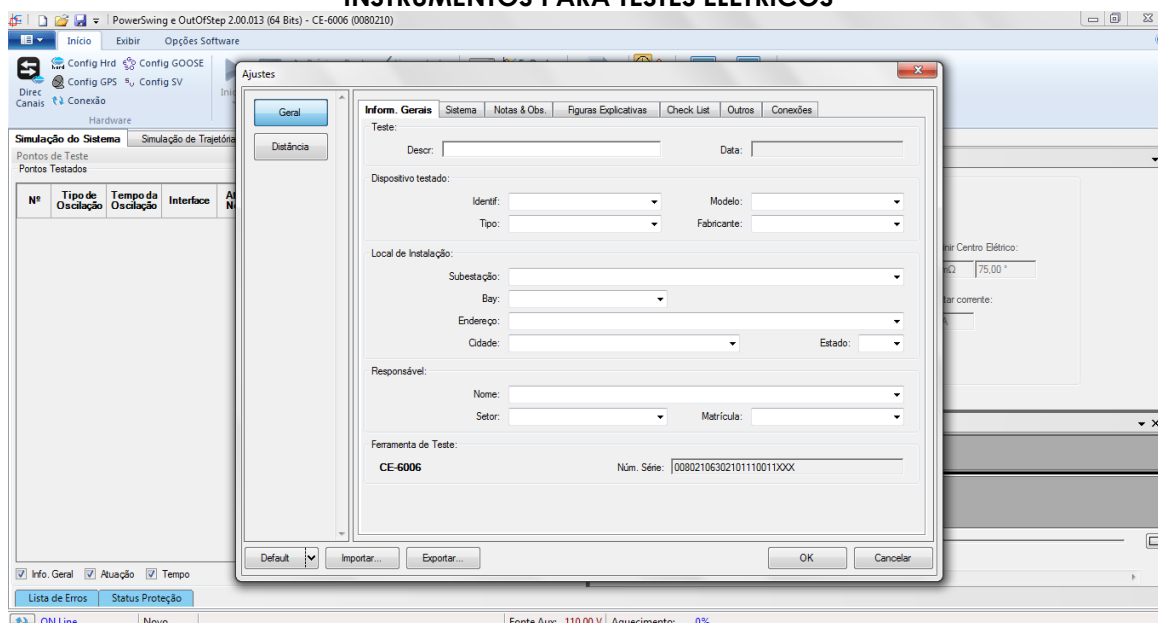 INSTRUMENTOS PARA TESTES ELÉTRICOS
PowerSwing e OutOfStep 2.00.013 (64 Bits) - CE-6006 (0080210)
Início Exibir Opções Software
Config Hrd Config GOOSE
Config GPS Config SV
Direc
Canais Conexão
Hardware
Simulação do Sistema Simulação de Trajetória
Pontos de Teste
Pontos Testados
Nº Tipo de Oscilação Tempo da Oscilação Interface
Ajustes
Geral
Distância
Inform. Gerais Sistema Notas & Obs. Figuras Explicativas Check List Outros Conexões
Teste:
Descr: Data:
Dispositivo testado:
Identif: Modelo:
Tipo: Fabricante:
Local de Instalação:
Subestação:
Bay:
Endereço:
Cidade: Estado:
Responsável:
Nome:
Setor: Matrícula:
Ferramenta de Teste:
CE-6006 Núm. Série: 00802106302101110011XXX
Default Importar... Exportar... OK Cancelar
nir Centro Elétrico:
75,00 °
tar corrente:
Info. Geral Atuação Tempo
Lista de Erros Status Proteção
ON Line Novo Fonte Aux: 110,00 V Aquecimento: 0%